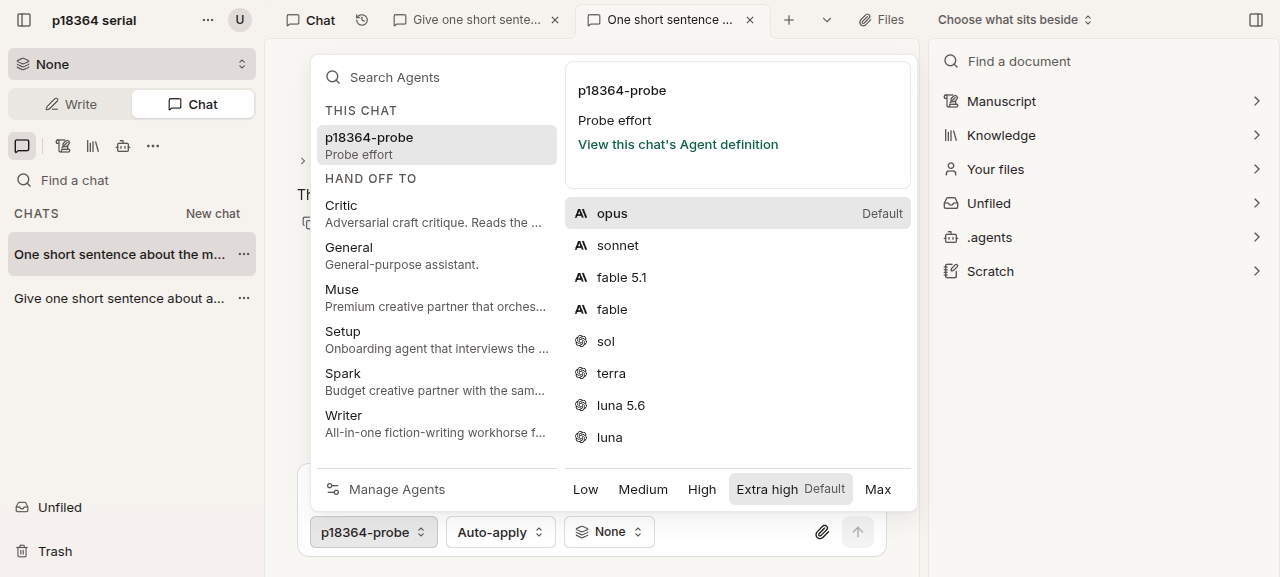 p18364 serial
U
Chat
Give one short sente...
One short sentence ...
Files
Choose what sits beside
None
Write
Chat
Find a chat
CHATS
New chat
One short sentence about the m...
Give one short sentence about a...
Unfiled
Trash
Search Agents
THIS CHAT
p18364-probe
Probe effort
HAND OFF TO
Critic
Adversarial craft critique. Reads the ...
General
General-purpose assistant.
Muse
Premium creative partner that orches...
Setup
Onboarding agent that interviews the ...
Spark
Budget creative partner with the sam...
Writer
All-in-one fiction-writing workhorse f...
Manage Agents
p18364-probe
Probe effort
View this chat's Agent definition
opus Default
sonnet
fable 5.1
fable
sol
terra
luna 5.6
luna
Low Medium High Extra high Default Max
p18364-probe
Auto-apply
None
Find a document
Manuscript
Knowledge
Your files
Unfiled
.agents
Scratch